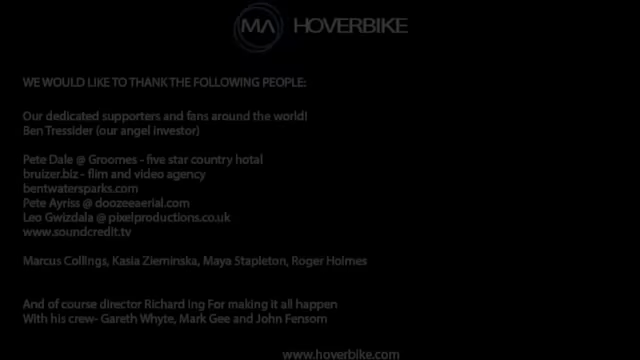 MA HOVERBIKE
WE WOULD LIKE TO THANK THE FOLLOWING PEOPLE:
Our dedicated supporters and fans around the world!
Ben Tressider (our angel investor)
Pete Dale @ Groomes - five star country hotal
bruizer.biz - flim and video agency
bentwatersparks.com
Pete Ayriss @ doozeeaerial.com
Leo Gwizdala @ pixelproductions.co.uk
www.soundcredit.tv
Marcus Collings, Kasia Zieminska, Maya Stapleton, Roger Holmes
And of course director Richard Ing For making it all happen
With his crew- Gareth Whyte, Mark Gee and John Fensom
www.hoverbike.com